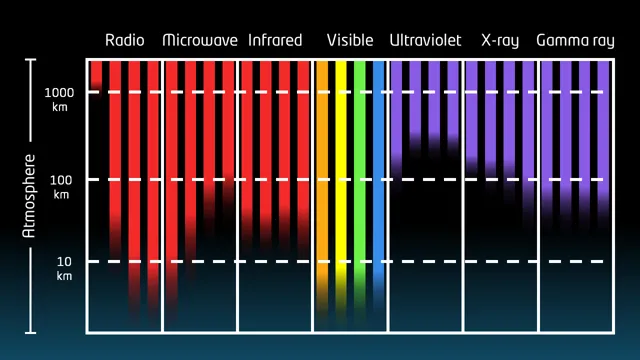 Radio Microwave Infrared Visible Ultraviolet X-ray Gamma ray
1000
km
100
km
Atmosphere
10
km